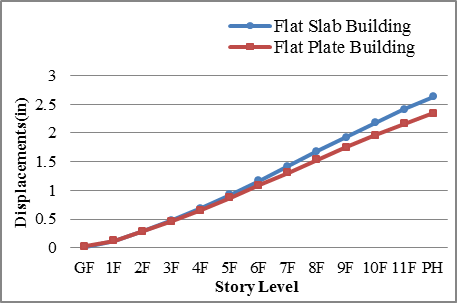 Flat Slab Building
Flat Plate Building
3
2.5
2
1.5
1
0.5
0
Displacements(in)
GF 1F 2F 3F 4F 5F 6F 7F 8F 9F 10F 11F PH
Story Level